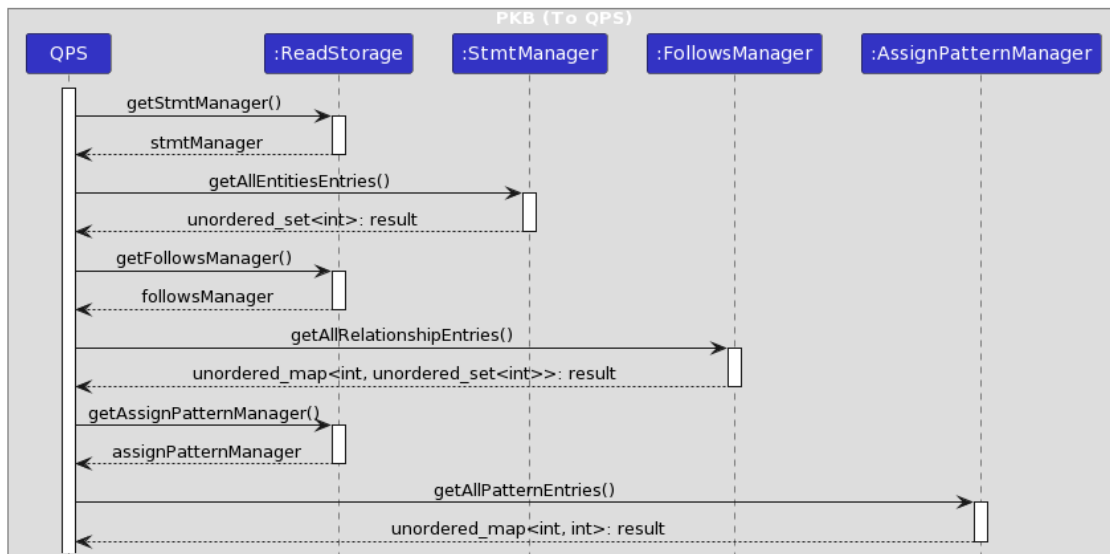 PKB (To QPS)
QPS :ReadStorage :StmtManager :FollowsManager :AssignPatternManager
getStmtManager()
stmtManager
getAllEntitiesEntries()
unordered_set<int>: result
getFollowsManager()
followsManager
getAllRelationshipEntries()
unordered_map<int, unordered_set<int>>: result
getAssignPatternManager()
assignPatternManager
getAllPatternEntries()
unordered_map<int, int>: result